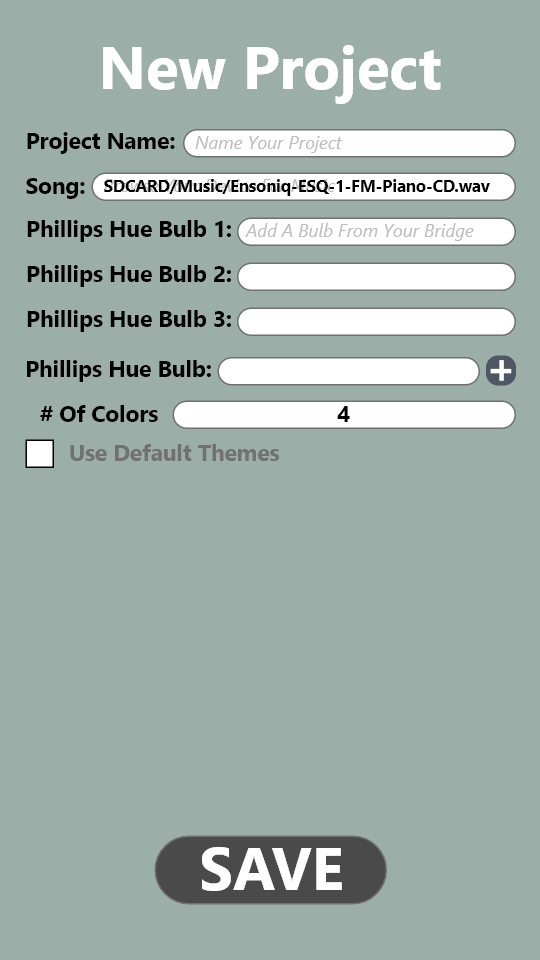 New Project
Project Name: Name Your Project
Song: SDCARD/Music/Ensoniq-ESQ-1-FM-Piano-CD.wav
Phillips Hue Bulb 1: Add A Bulb From Your Bridge
Phillips Hue Bulb 2:
Phillips Hue Bulb 3:
Phillips Hue Bulb:
# Of Colors 4
Use Default Themes
SAVE